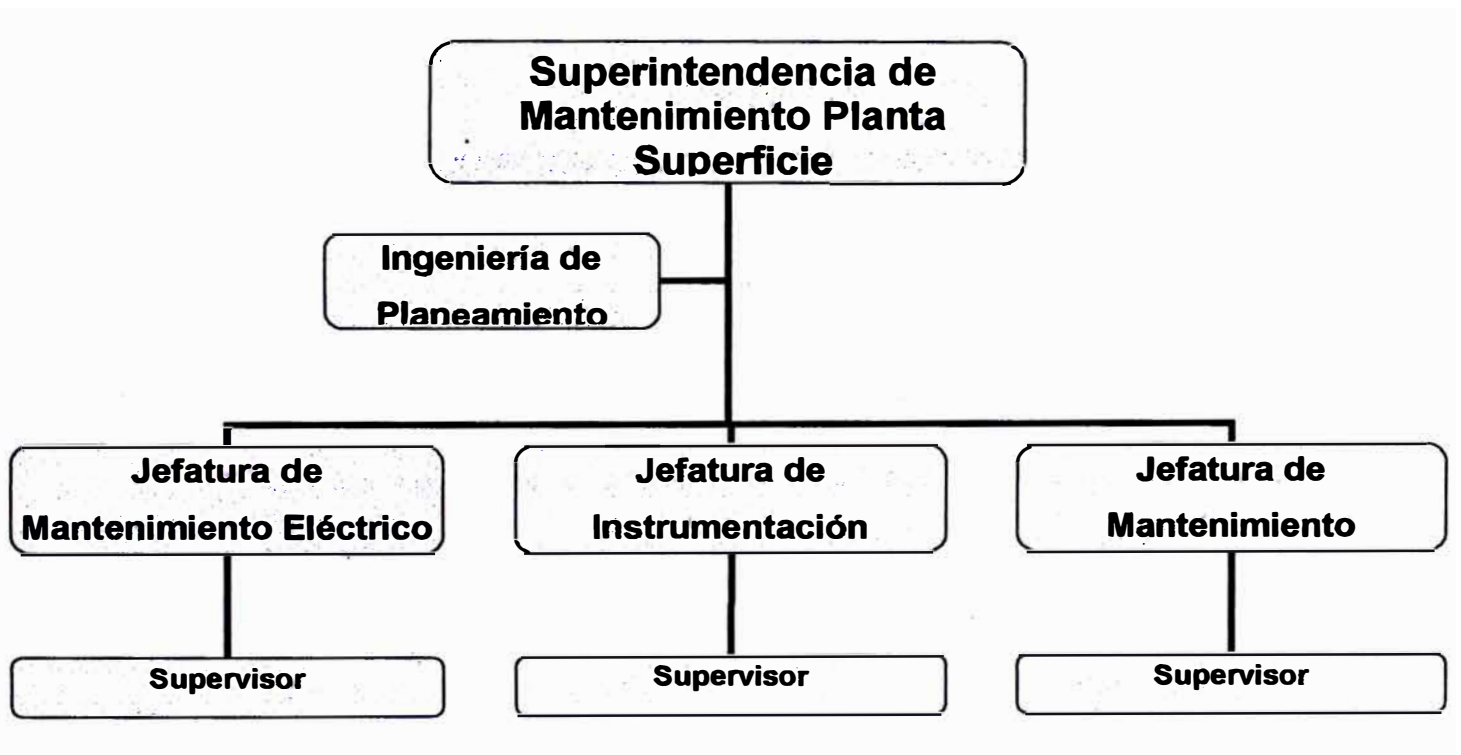 Superintendencia de
Mantenimiento Planta
Superficie
Ingeniería de
Planeamiento
Jefatura de
Mantenimiento Eléctrico
Jefatura de
Instrumentación
Jefatura de
Mantenimiento
Supervisor
Supervisor
Supervisor